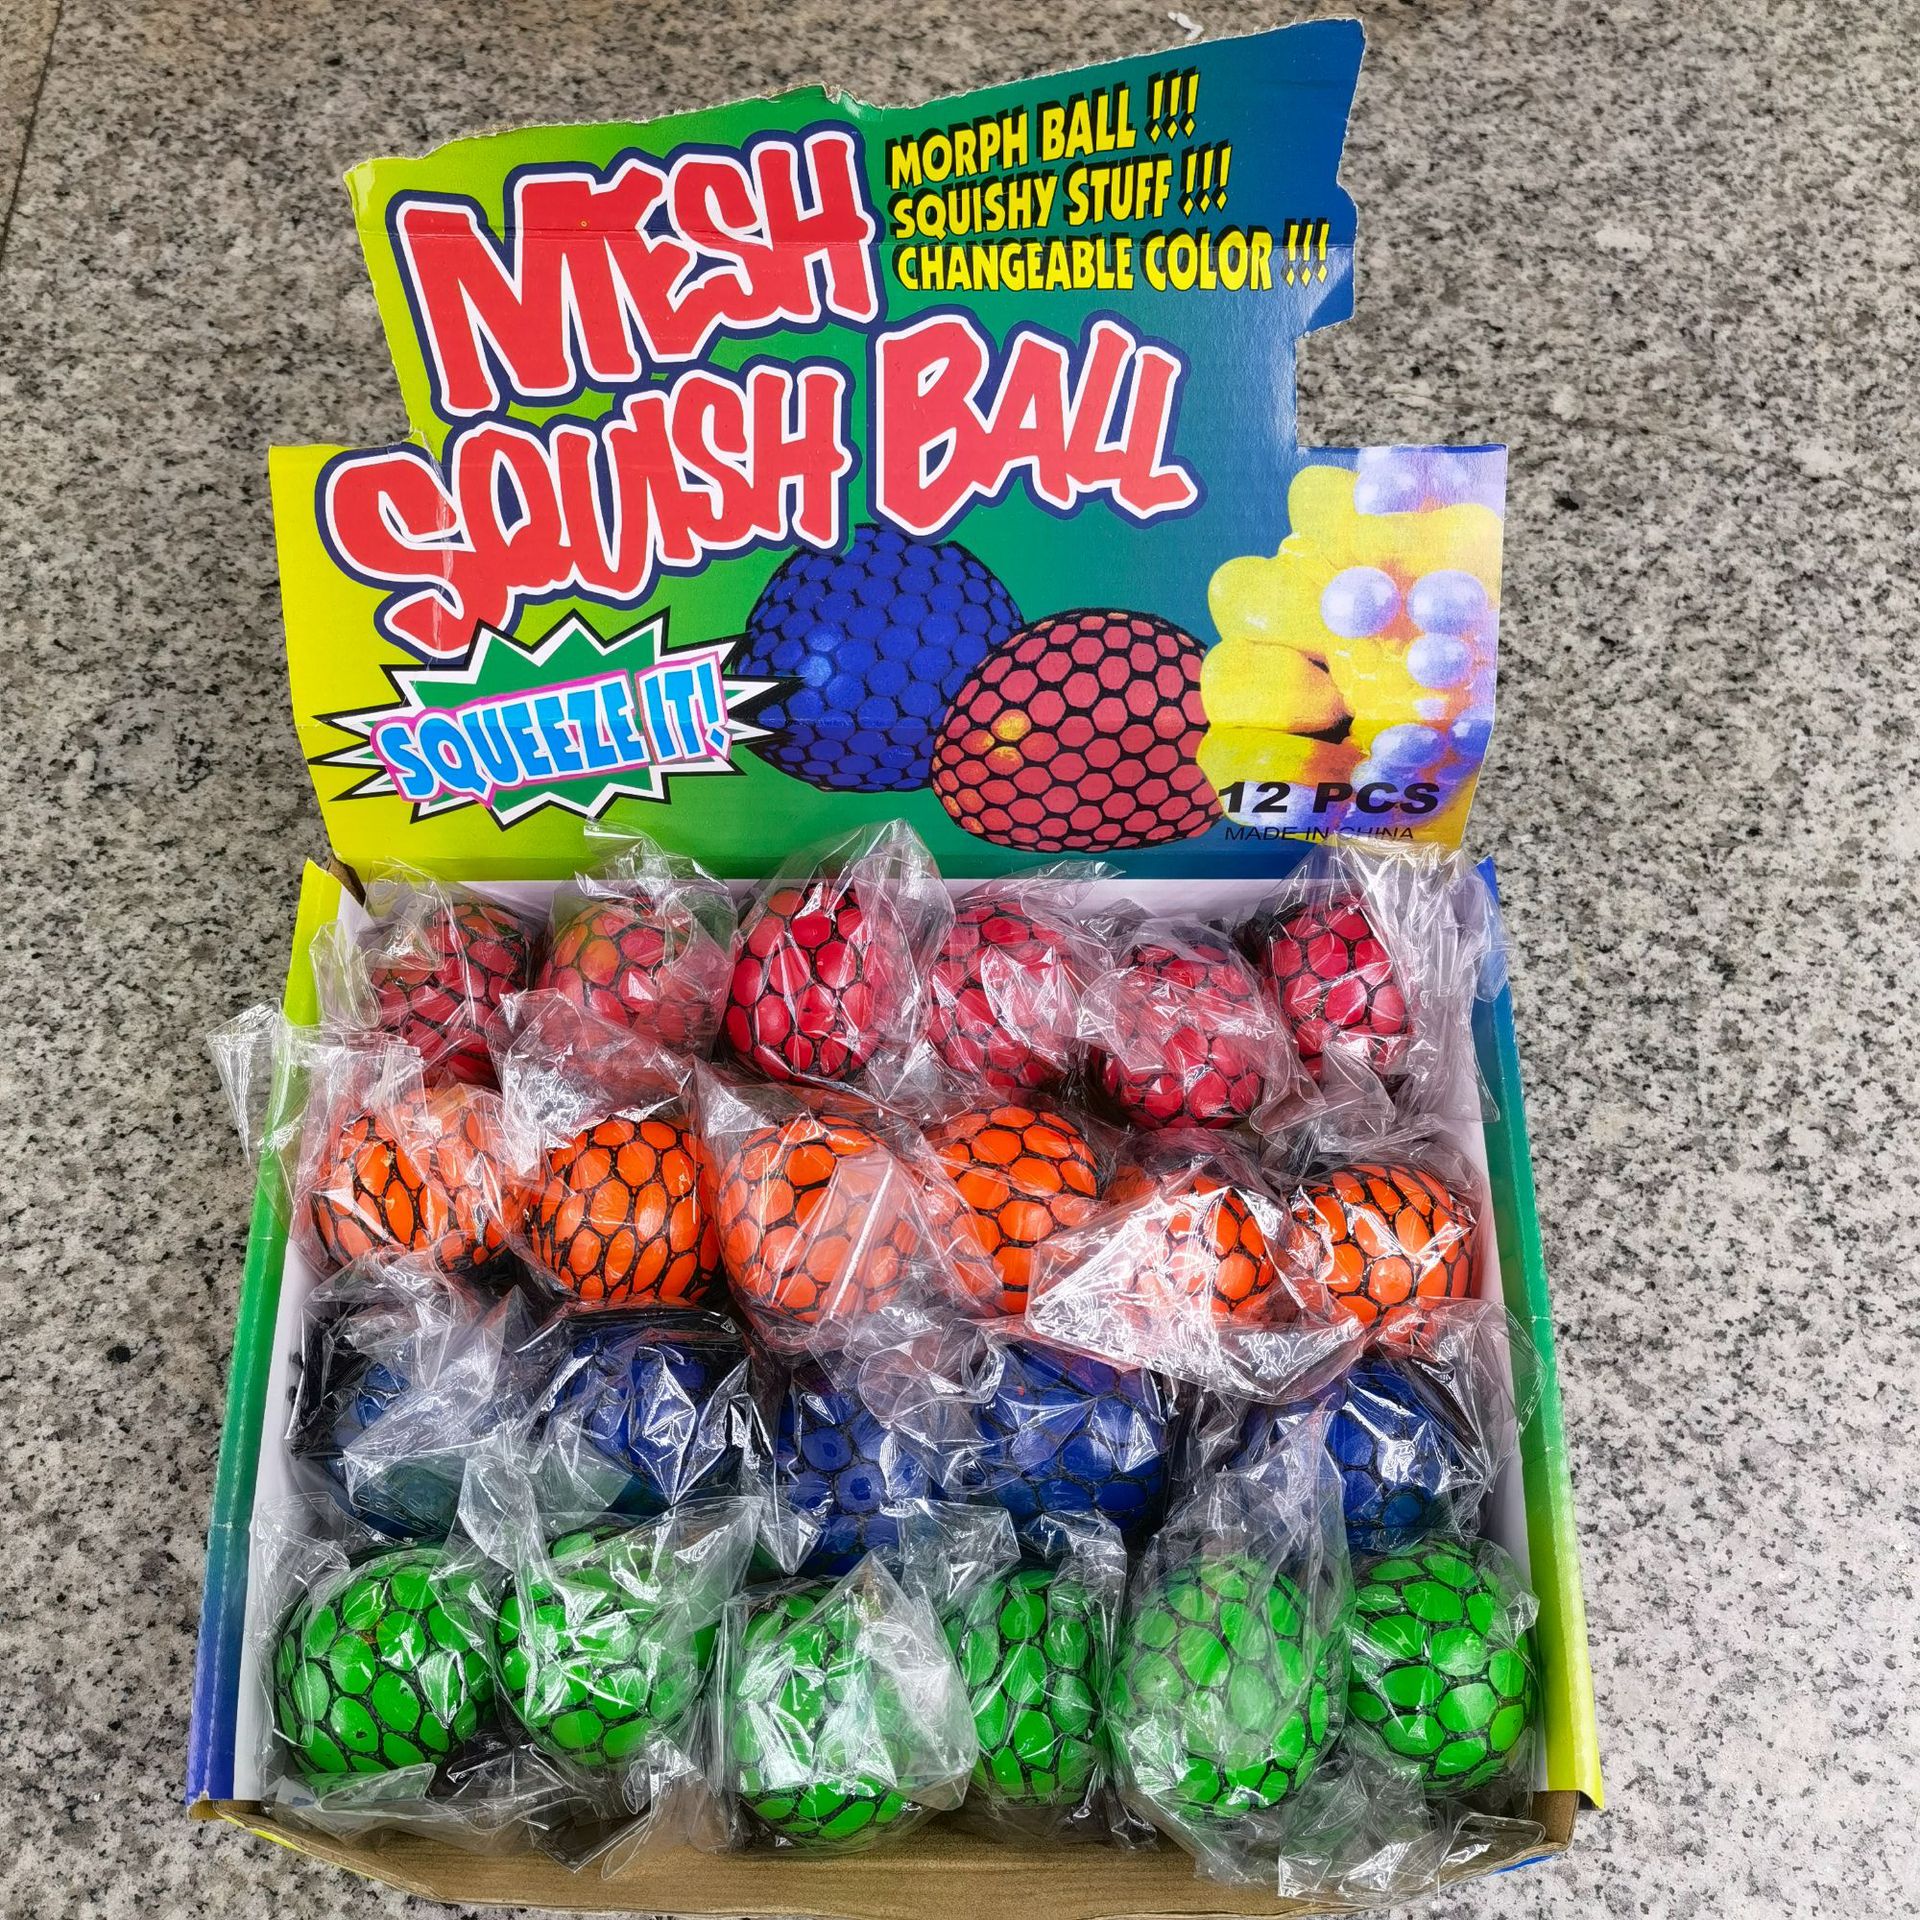 MORPH BALL !!!
SQUISHY STUFF !!!
CHANGEABLE COLOR !!!
MESH
SQUISH BALL
SQUEEZE IT!
12 PCS
MADE IN CHINA